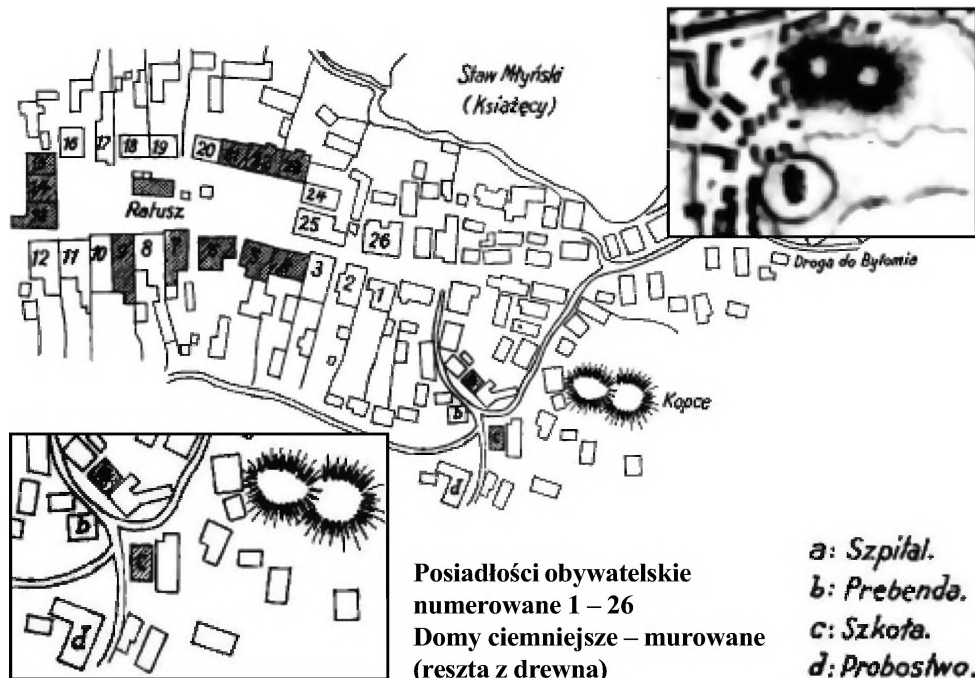 Staw Młyński
(Książęcy)
16 17 18 19 20
24
Ratusz
25 26
12 11 10 9 8
3 2 1
Droga do Bytomia
Kopce
b
d
b
d
Posiadłości obywatelskie
numerowane 1 – 26
Domy ciemniejsze – murowane
(reszta z drewna)
a: Szpital.
b: Prebenda.
c: Szkoła.
d: Probostwo.